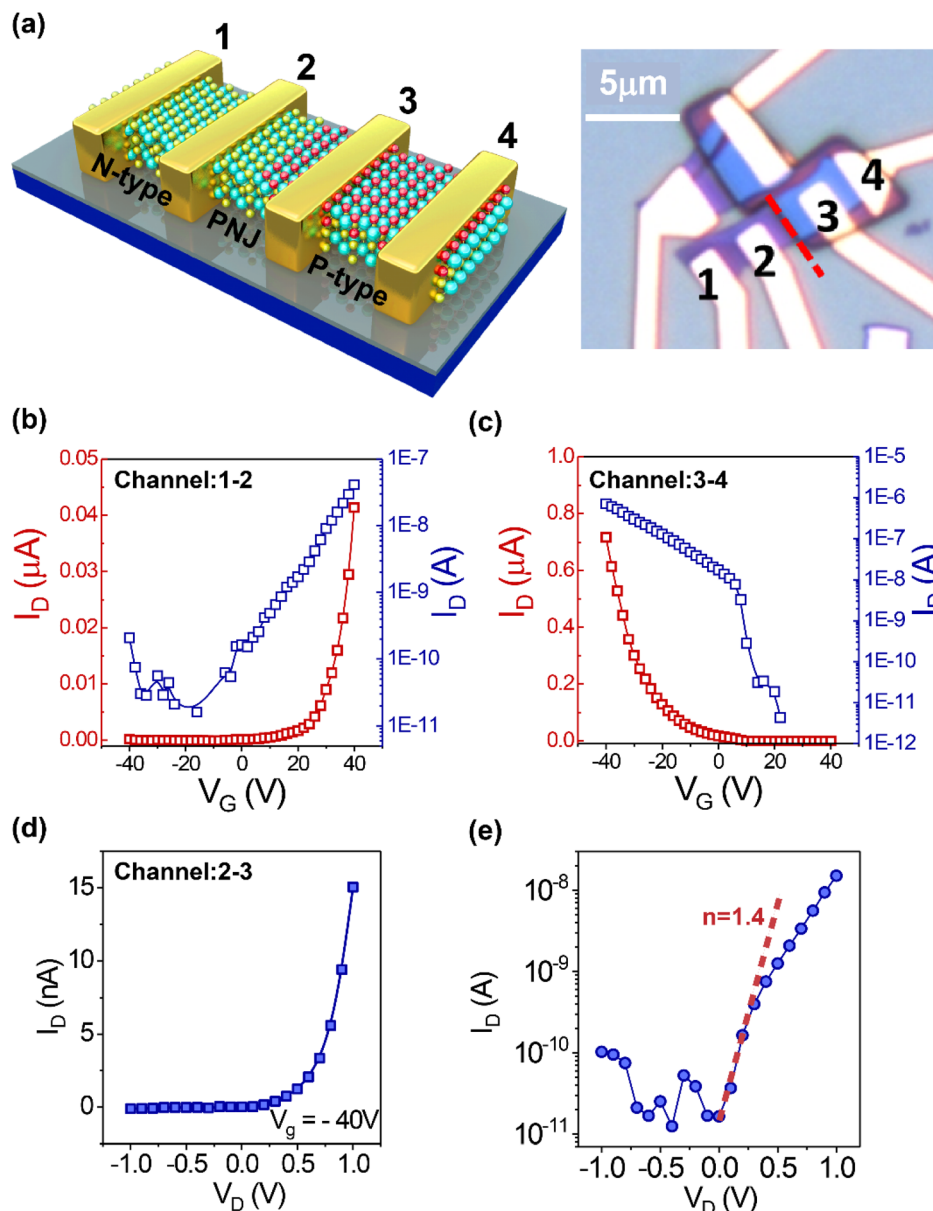 (a)
1
2
3
4
N-type
PNJ
P-type
5μm
1
2
3
4
(b)
Channel:1-2
0.05
0.04
0.03
0.02
0.01
0.00
I_D (μA)
1E-7
1E-8
1E-9
1E-10
1E-11
I_D (A)
-40 -20 0 20 40
V_G (V)
(c)
Channel:3-4
1.0
0.8
0.6
0.4
0.2
0.0
I_D (μA)
1E-5
1E-6
1E-7
1E-8
1E-9
1E-10
1E-11
1E-12
I_D (A)
-40 -20 0 20 40
V_G (V)
(d)
Channel:2-3
15
10
5
0
I_D (nA)
V_g = - 40V
-1.0 -0.5 0.0 0.5 1.0
V_D (V)
(e)
n=1.4
10^-8
10^-9
10^-10
10^-11
I_D (A)
-1.0 -0.5 0.0 0.5 1.0
V_D (V)